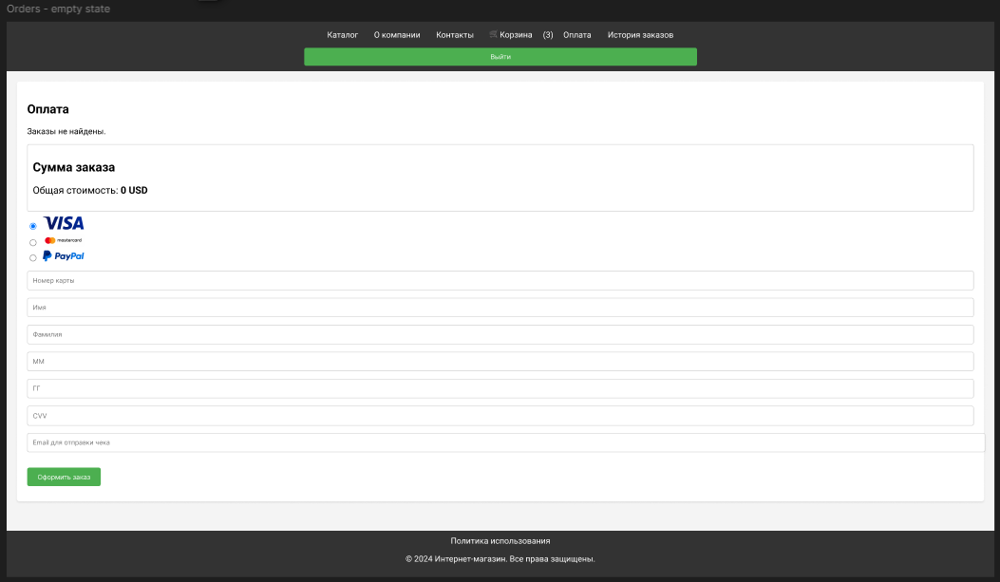 Orders - empty state
Каталог О компании Контакты Корзина (3) Оплата История заказов
Выйти
Оплата
Заказы не найдены.
Сумма заказа
Общая стоимость: 0 USD
VISA
mastercard
PayPal
Номер карты
Имя
Фамилия
ММ
ГГ
CVV
Email для отправки чека
Оформить заказ
Политика использования
© 2024 Интернет-магазин. Все права защищены.